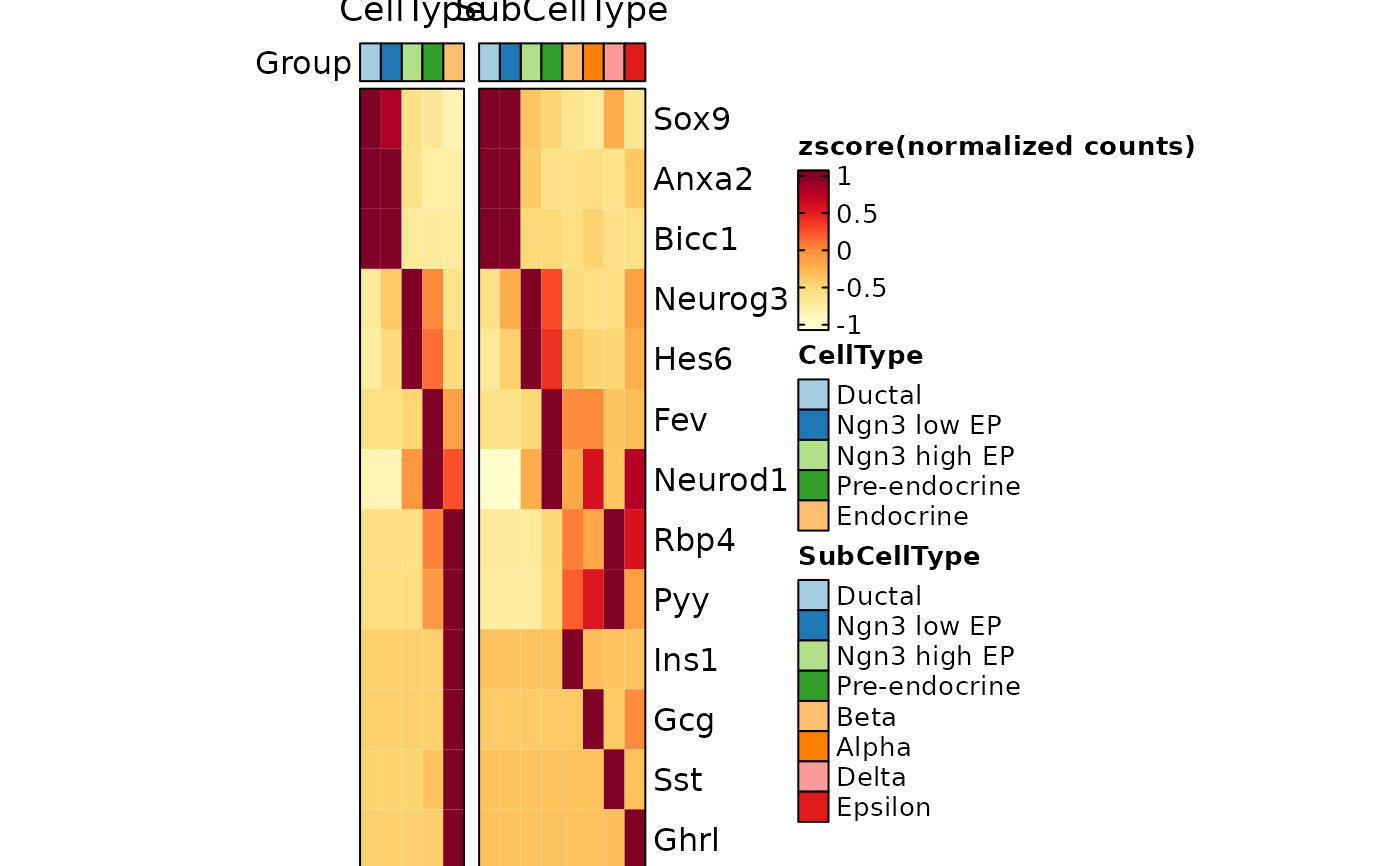 CellType
SubCellType
Group
Sox9
Anxa2
Bicc1
Neurog3
Hes6
Fev
Neurod1
Rbp4
Pyy
Ins1
Gcg
Sst
Ghrl
zscore(normalized counts)
1
0.5
0
-0.5
-1
CellType
Ductal
Ngn3 low EP
Ngn3 high EP
Pre-endocrine
Endocrine
SubCellType
Ductal
Ngn3 low EP
Ngn3 high EP
Pre-endocrine
Beta
Alpha
Delta
Epsilon